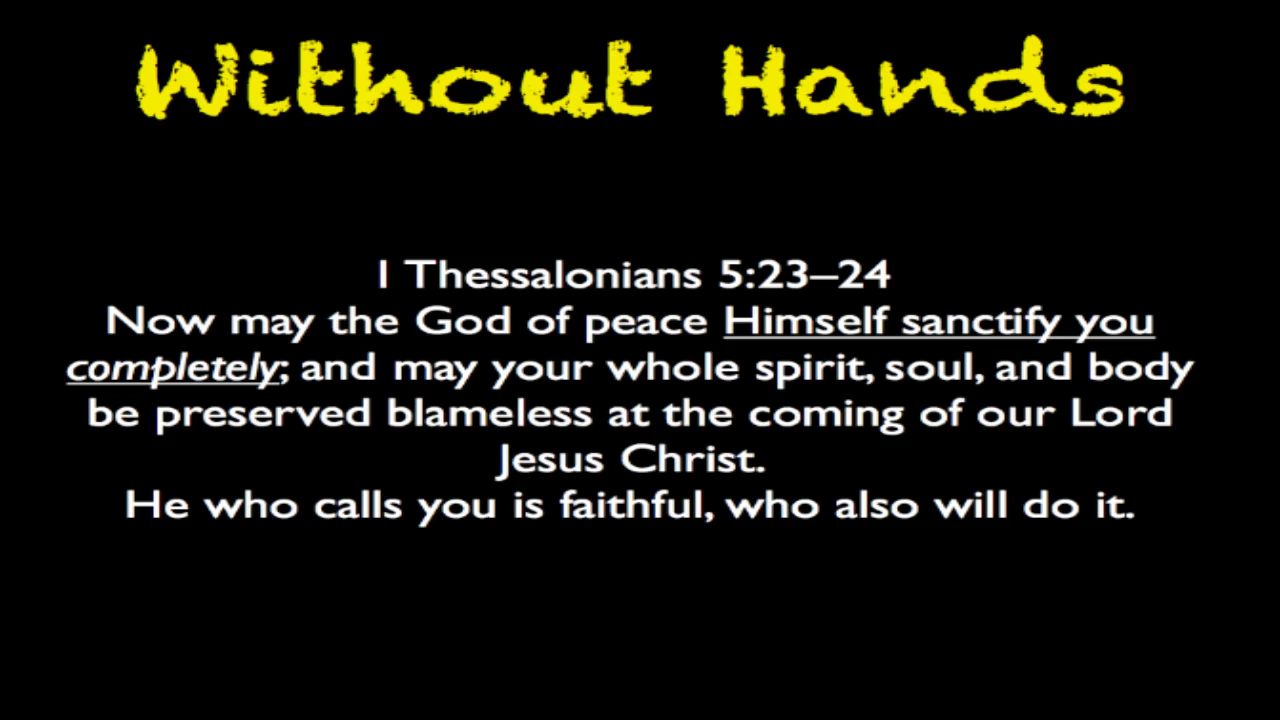 Without Hands
1 Thessalonians 5:23–24
Now may the God of peace Himself sanctify you
completely; and may your whole spirit, soul, and body
be preserved blameless at the coming of our Lord
Jesus Christ.
He who calls you is faithful, who also will do it.